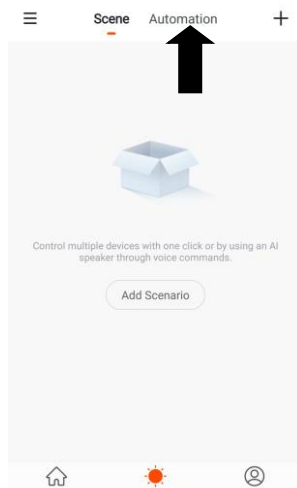 Scene Automation
Control multiple devices with one click or by using an AI
speaker through voice commands.
Add Scenario